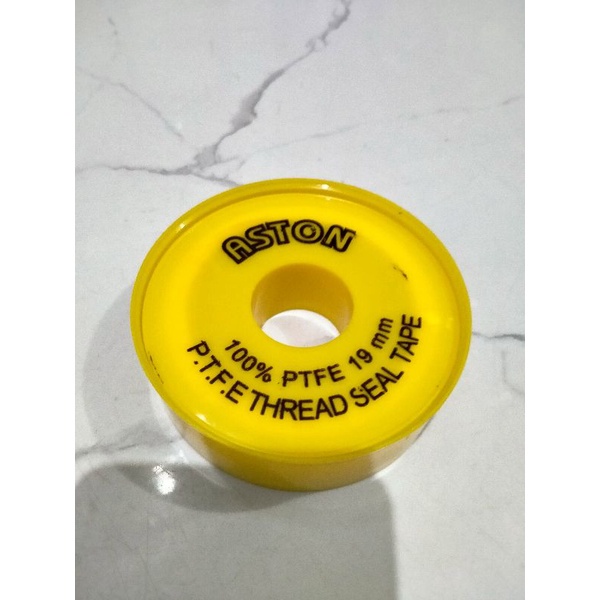 ASTON
100% PTFE 19 mm
P.T.F.E THREAD SEAL TAPE